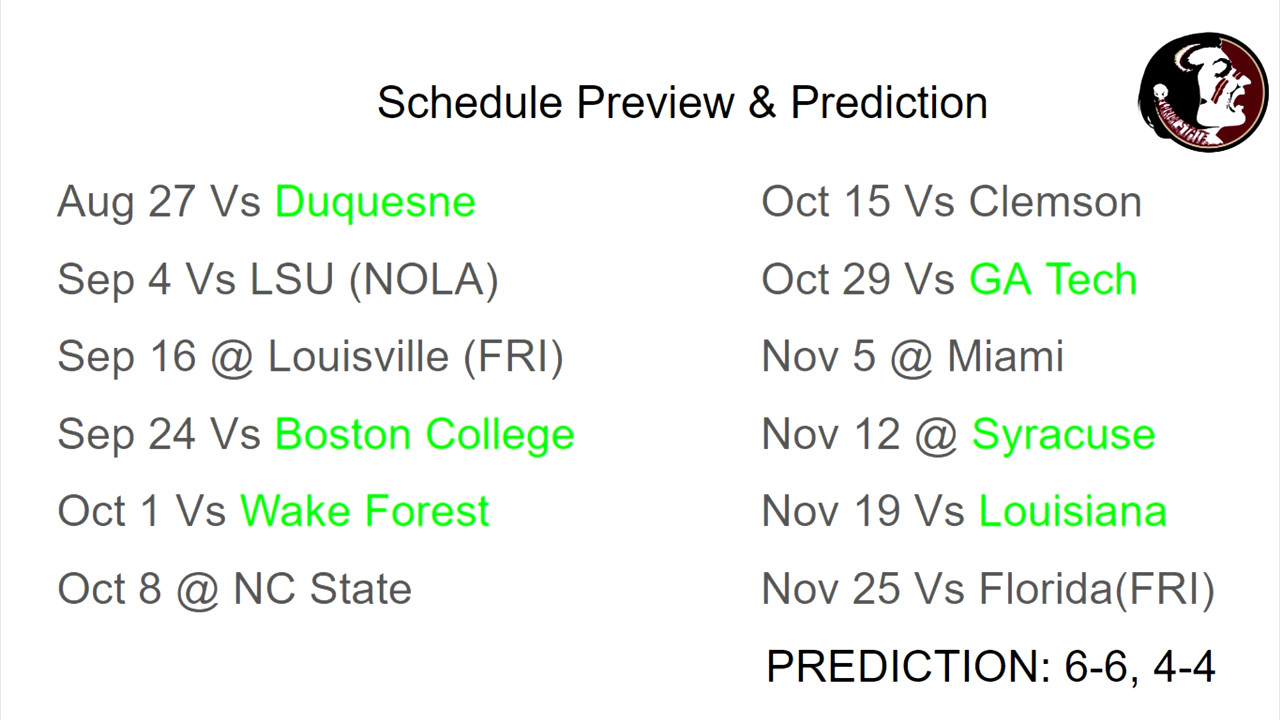 Schedule Preview & Prediction
Aug 27 Vs Duquesne
Sep 4 Vs LSU (NOLA)
Sep 16 @ Louisville (FRI)
Sep 24 Vs Boston College
Oct 1 Vs Wake Forest
Oct 8 @ NC State
Oct 15 Vs Clemson
Oct 29 Vs GA Tech
Nov 5 @ Miami
Nov 12 @ Syracuse
Nov 19 Vs Louisiana
Nov 25 Vs Florida(FRI)
PREDICTION: 6-6, 4-4